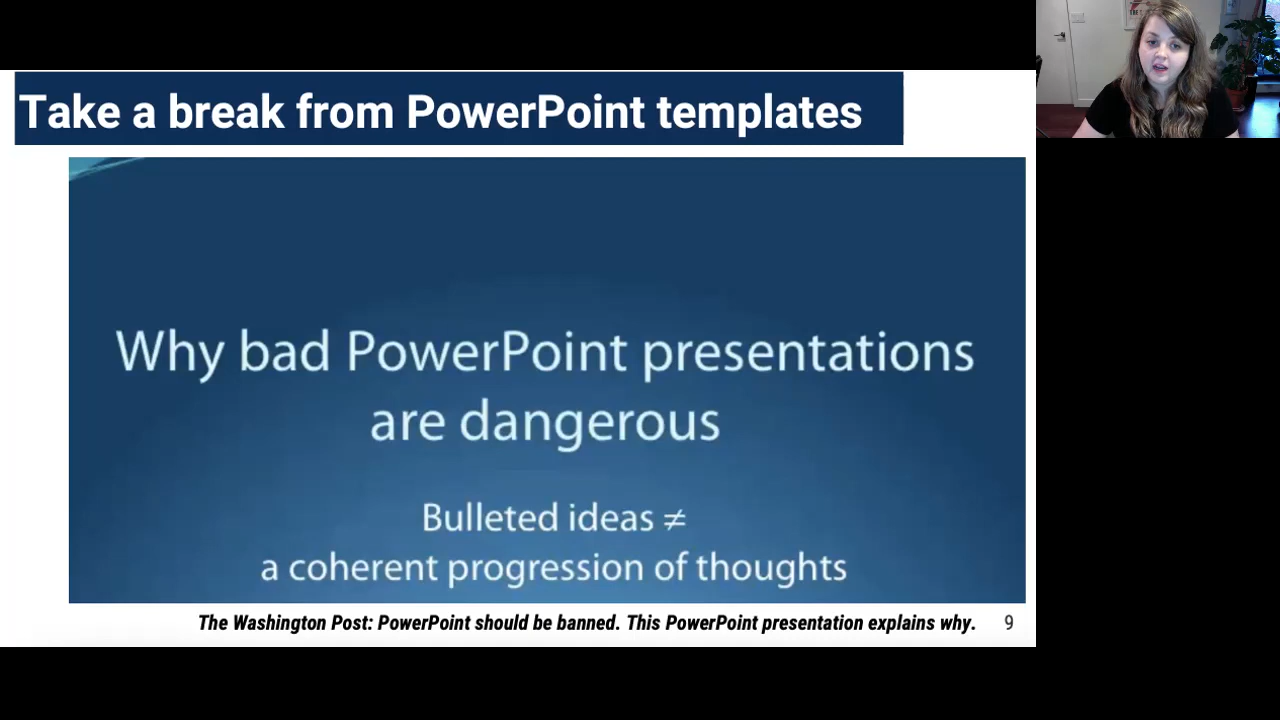 Take a break from PowerPoint templates
Why bad PowerPoint presentations
are dangerous
Bulleted ideas ≠
a coherent progression of thoughts
The Washington Post: PowerPoint should be banned. This PowerPoint presentation explains why.
9